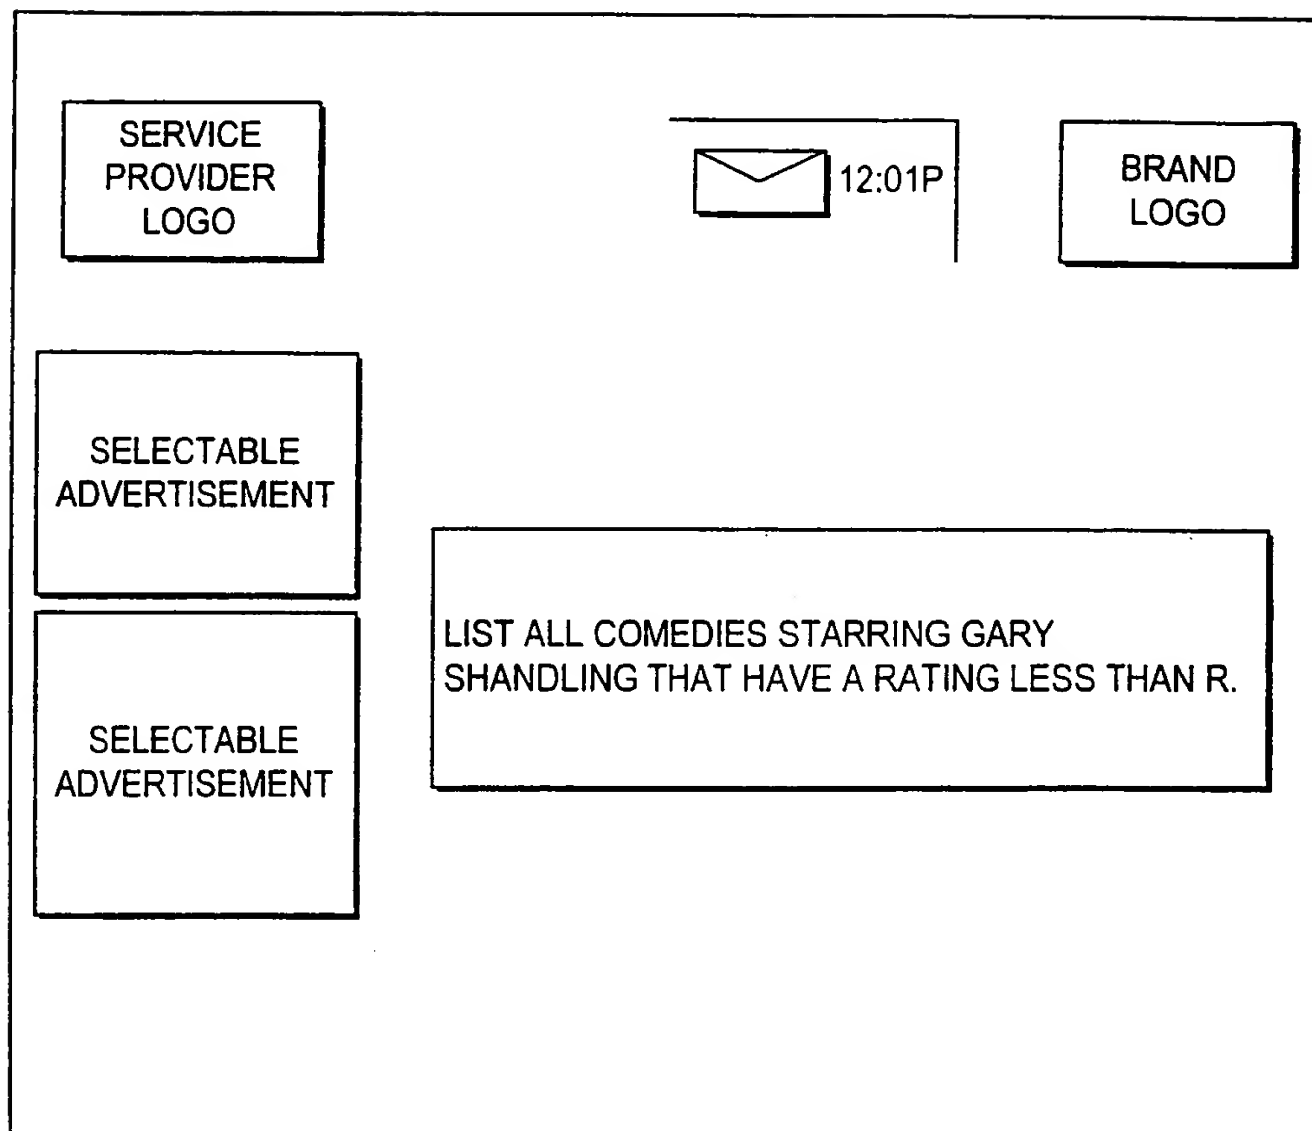 SERVICE
PROVIDER
LOGO
12:01P
BRAND
LOGO
SELECTABLE
ADVERTISEMENT
LIST ALL COMEDIES STARRING GARY
SHANDLING THAT HAVE A RATING LESS THAN R.
SELECTABLE
ADVERTISEMENT